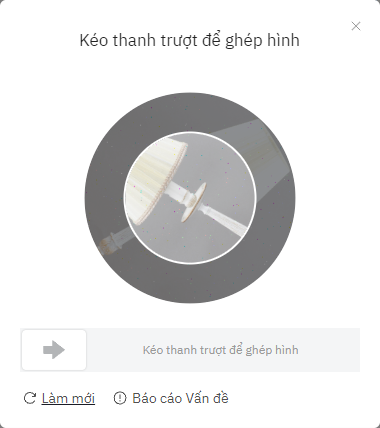 Kéo thanh trượt để ghép hình
Kéo thanh trượt để ghép hình
Làm mới
Báo cáo Vấn đề